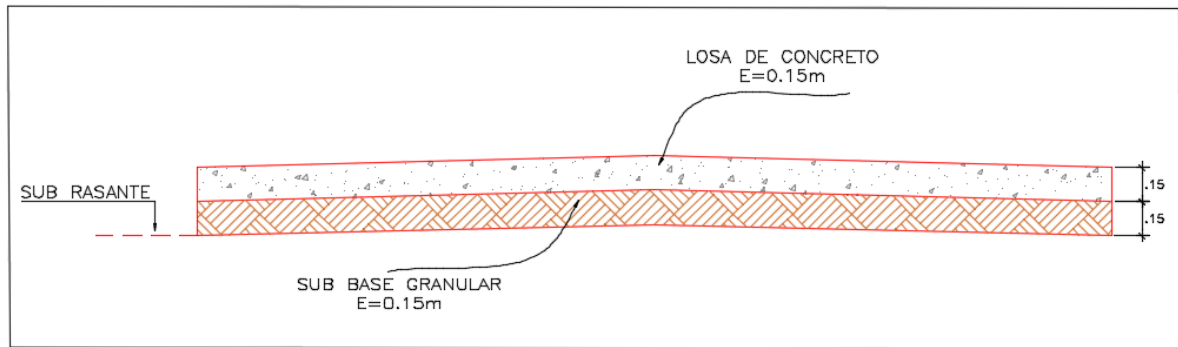 LOSA DE CONCRETO
E=0.15m
SUB RASANTE
.15
.15
SUB BASE GRANULAR
E=0.15m